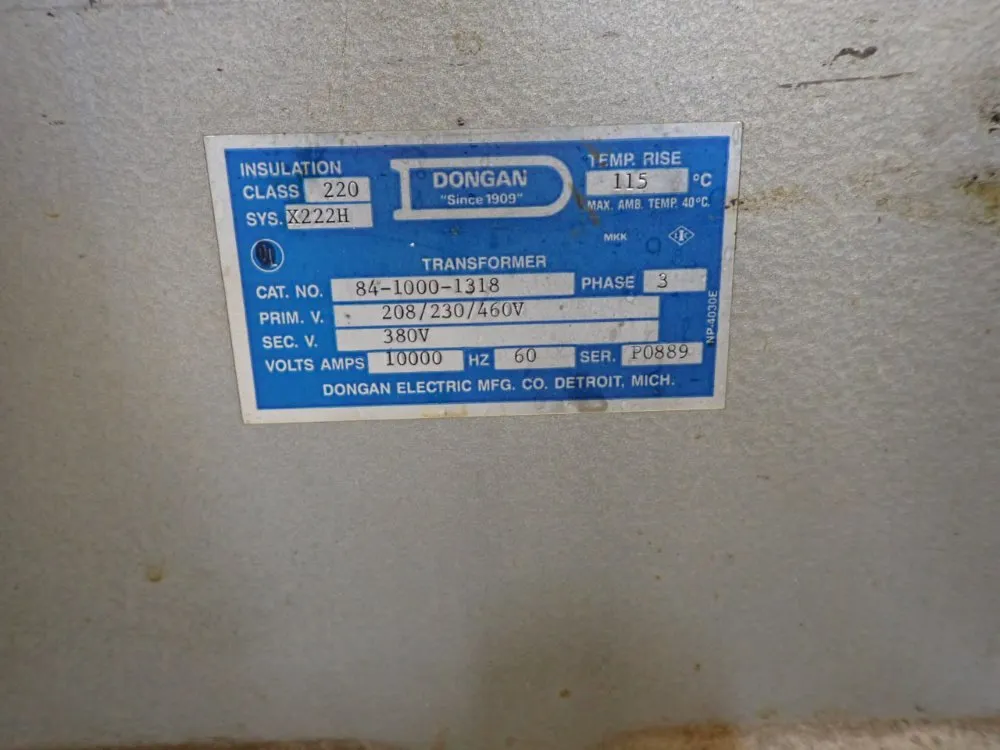 INSULATION
CLASS 220
SYS. X222H
DONGAN
"Since 1909"
TEMP. RISE
115 °C
MAX. AMB. TEMP. 40°C.
MKK
UL
TRANSFORMER
CAT. NO. 84-1000-1318 PHASE 3
PRIM. V. 208/230/460V
SEC. V. 380V
VOLTS AMPS 10000 HZ 60 SER. P0889
DONGAN ELECTRIC MFG. CO. DETROIT, MICH.
NP-4030E